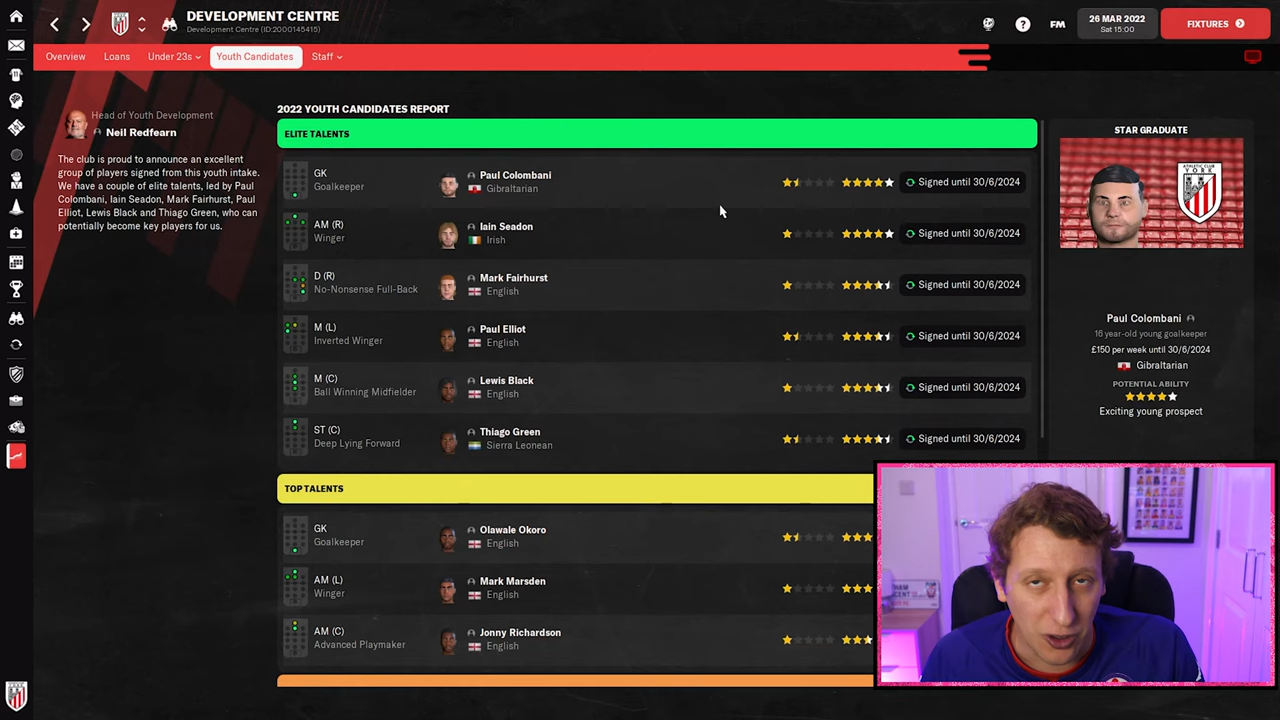 DEVELOPMENT CENTRE
Development Centre (ID:2000145415)
FM
26 MAR 2022
Sat 15:00
FIXTURES
Overview
Loans
Under 23s
Youth Candidates
Staff
Head of Youth Development
Neil Redfearn
The club is proud to announce an excellent
group of players signed from this youth intake.
We have a couple of elite talents, led by Paul
Colombani, Iain Seadon, Mark Fairhurst, Paul
Elliot, Lewis Black and Thiago Green, who can
potentially become key players for us.
2022 YOUTH CANDIDATES REPORT
ELITE TALENTS
GK
Goalkeeper
Paul Colombani
Gibraltarian
Signed until 30/6/2024
AM (R)
Winger
Iain Seadon
Irish
Signed until 30/6/2024
D (R)
No-Nonsense Full-Back
Mark Fairhurst
English
Signed until 30/6/2024
M (L)
Inverted Winger
Paul Elliot
English
Signed until 30/6/2024
M (C)
Ball Winning Midfielder
Lewis Black
English
Signed until 30/6/2024
ST (C)
Deep Lying Forward
Thiago Green
Sierra Leonean
Signed until 30/6/2024
TOP TALENTS
GK
Goalkeeper
Olawale Okoro
English
AM (L)
Winger
Mark Marsden
English
AM (C)
Advanced Playmaker
Jonny Richardson
English
STAR GRADUATE
ATHLETIC CLUB
YORK
Paul Colombani
16 year-old young goalkeeper
£150 per week until 30/6/2024
Gibraltarian
POTENTIAL ABILITY
Exciting young prospect